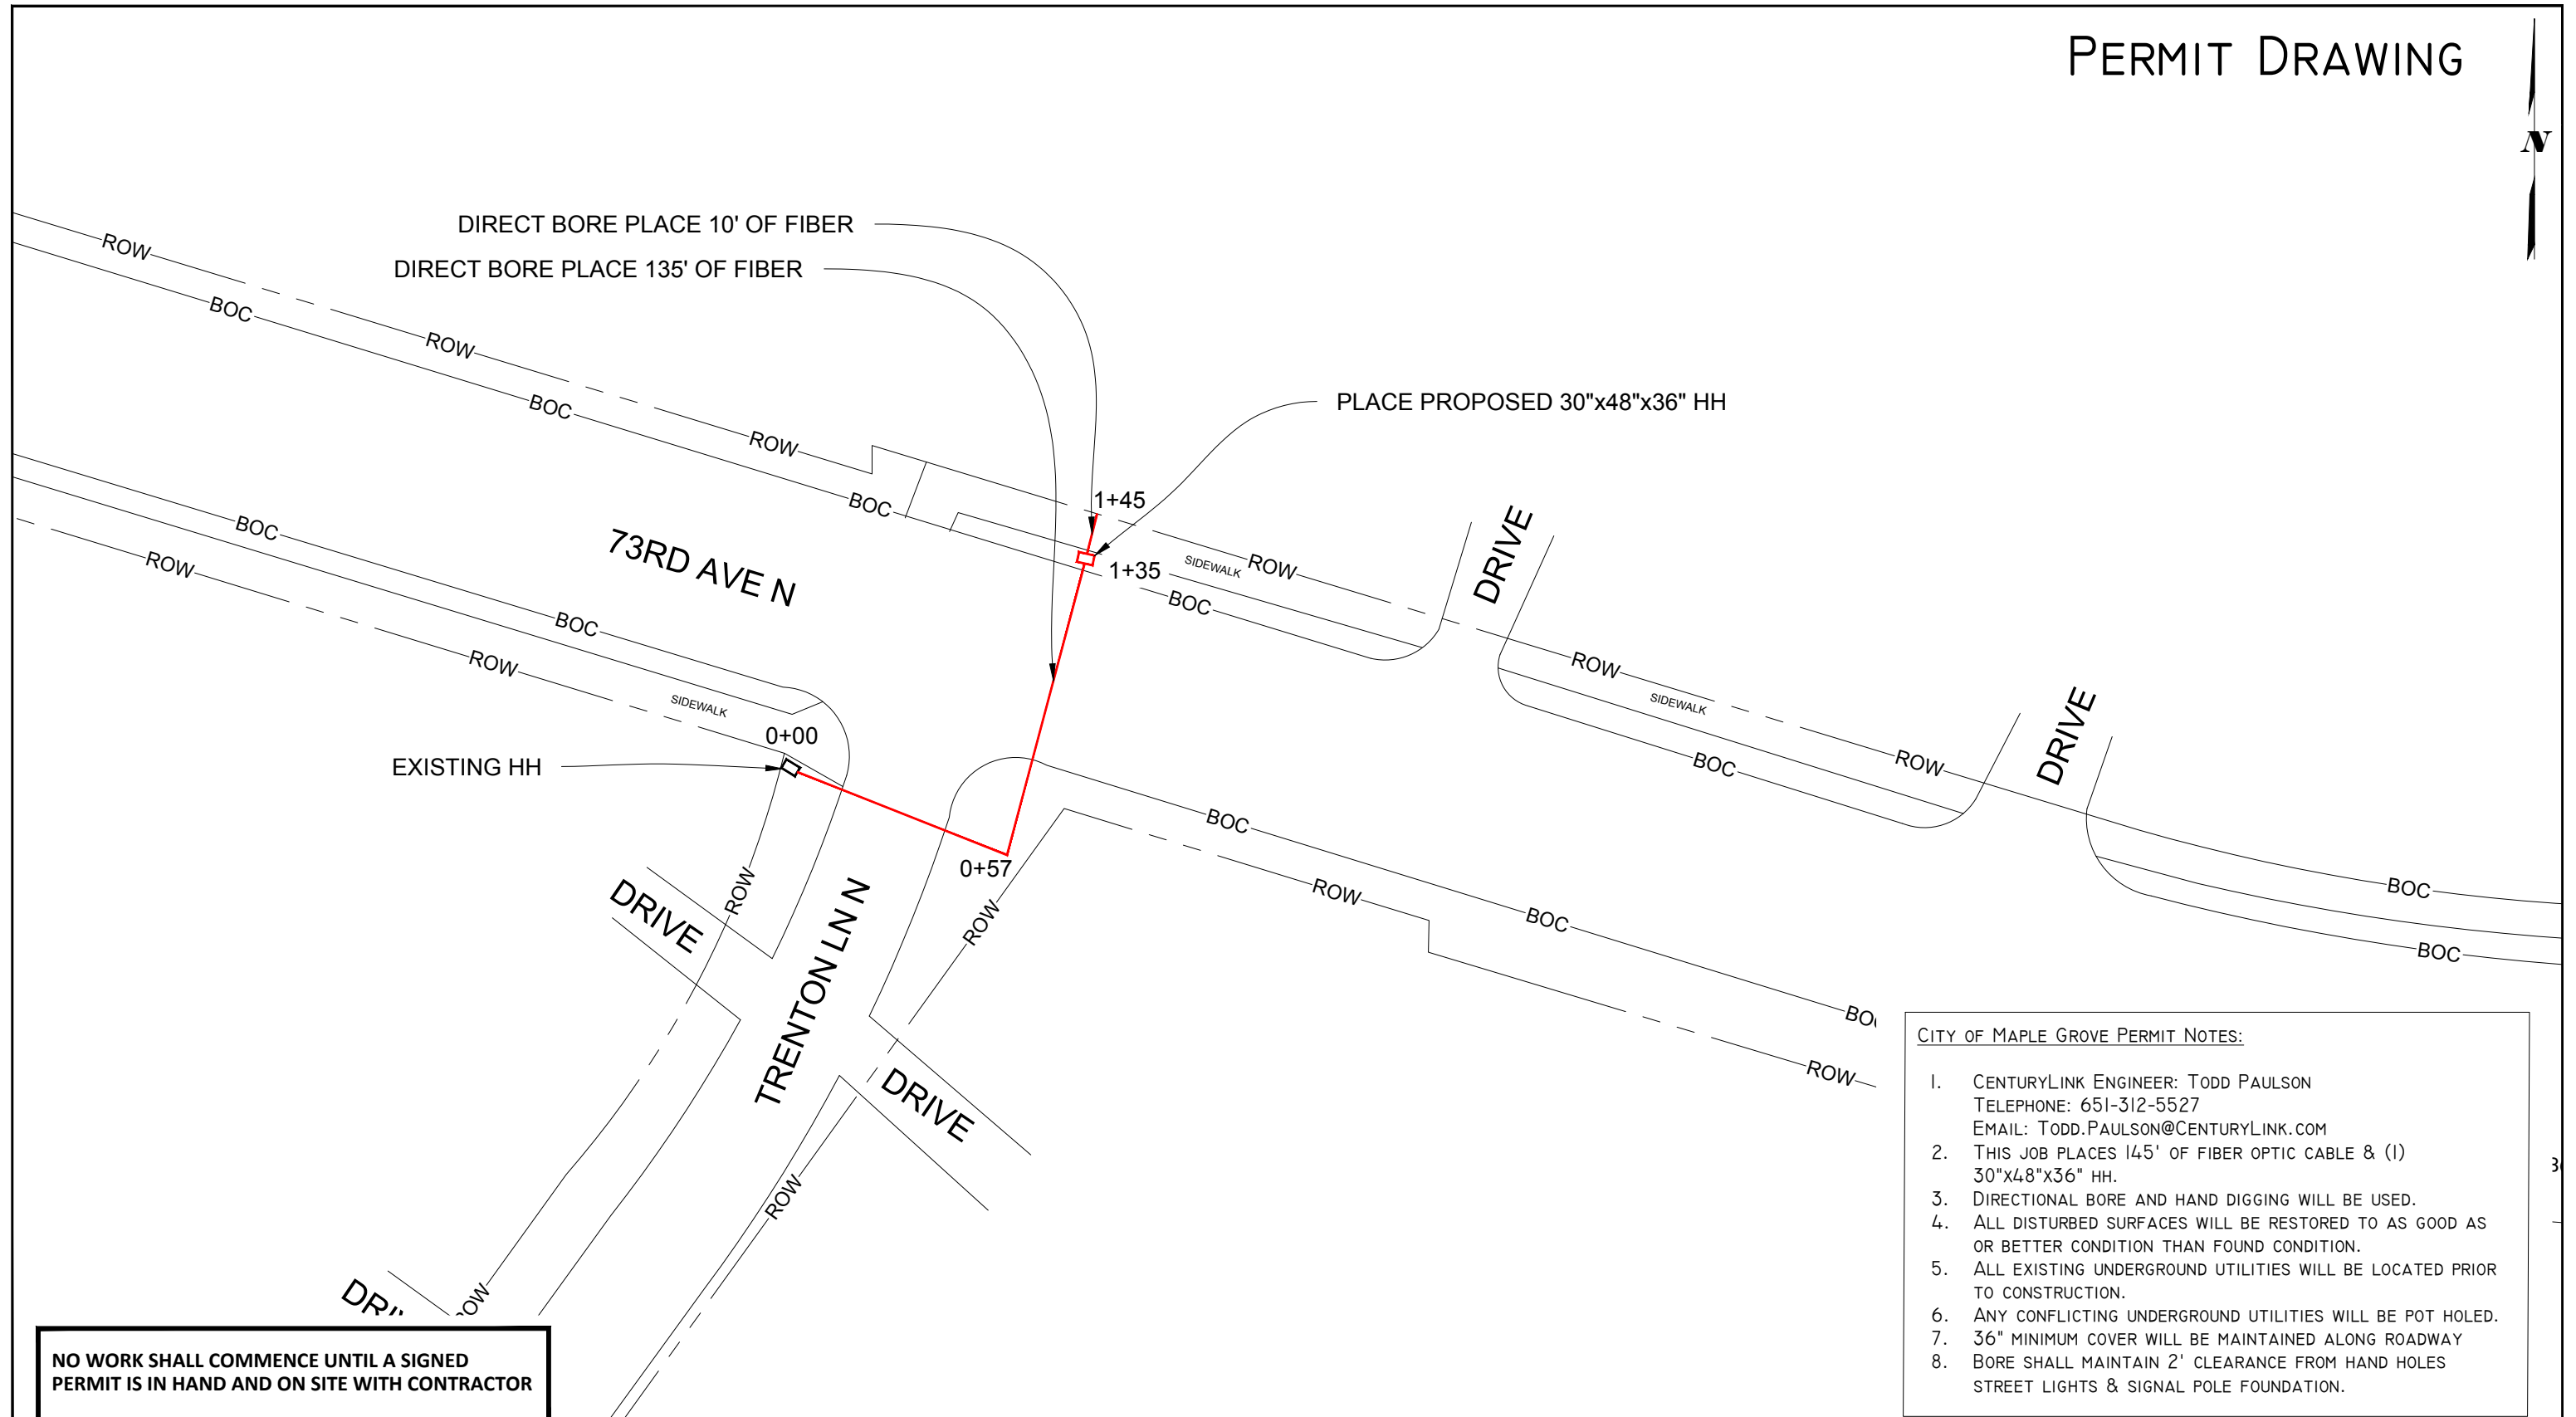 PERMIT DRAWING
N
DIRECT BORE PLACE 10' OF FIBER
DIRECT BORE PLACE 135' OF FIBER
PLACE PROPOSED 30"x48"x36" HH
ROW
BOC
ROW
BOC
ROW
BOC
1+45
1+35
SIDEWALK
ROW
BOC
DRIVE
73RD AVE N
BOC
ROW
BOC
ROW
SIDEWALK
0+00
EXISTING HH
ROW
SIDEWALK
BOC
ROW
DRIVE
BOC
BOC
0+57
BOC
ROW
BOC
ROW
ROW
DRIVE
ROW
TRENTON LN N
DRIVE
ROW
CITY OF MAPLE GROVE PERMIT NOTES:
1. CENTURYLINK ENGINEER: TODD PAULSON
TELEPHONE: 651-312-5527
EMAIL: TODD.PAULSON@CENTURYLINK.COM
2. THIS JOB PLACES 145' OF FIBER OPTIC CABLE & (1)
30"x48"x36" HH.
3. DIRECTIONAL BORE AND HAND DIGGING WILL BE USED.
4. ALL DISTURBED SURFACES WILL BE RESTORED TO AS GOOD AS
OR BETTER CONDITION THAN FOUND CONDITION.
5. ALL EXISTING UNDERGROUND UTILITIES WILL BE LOCATED PRIOR
TO CONSTRUCTION.
6. ANY CONFLICTING UNDERGROUND UTILITIES WILL BE POT HOLED.
7. 36" MINIMUM COVER WILL BE MAINTAINED ALONG ROADWAY
8. BORE SHALL MAINTAIN 2' CLEARANCE FROM HAND HOLES
STREET LIGHTS & SIGNAL POLE FOUNDATION.
NO WORK SHALL COMMENCE UNTIL A SIGNED
PERMIT IS IN HAND AND ON SITE WITH CONTRACTOR